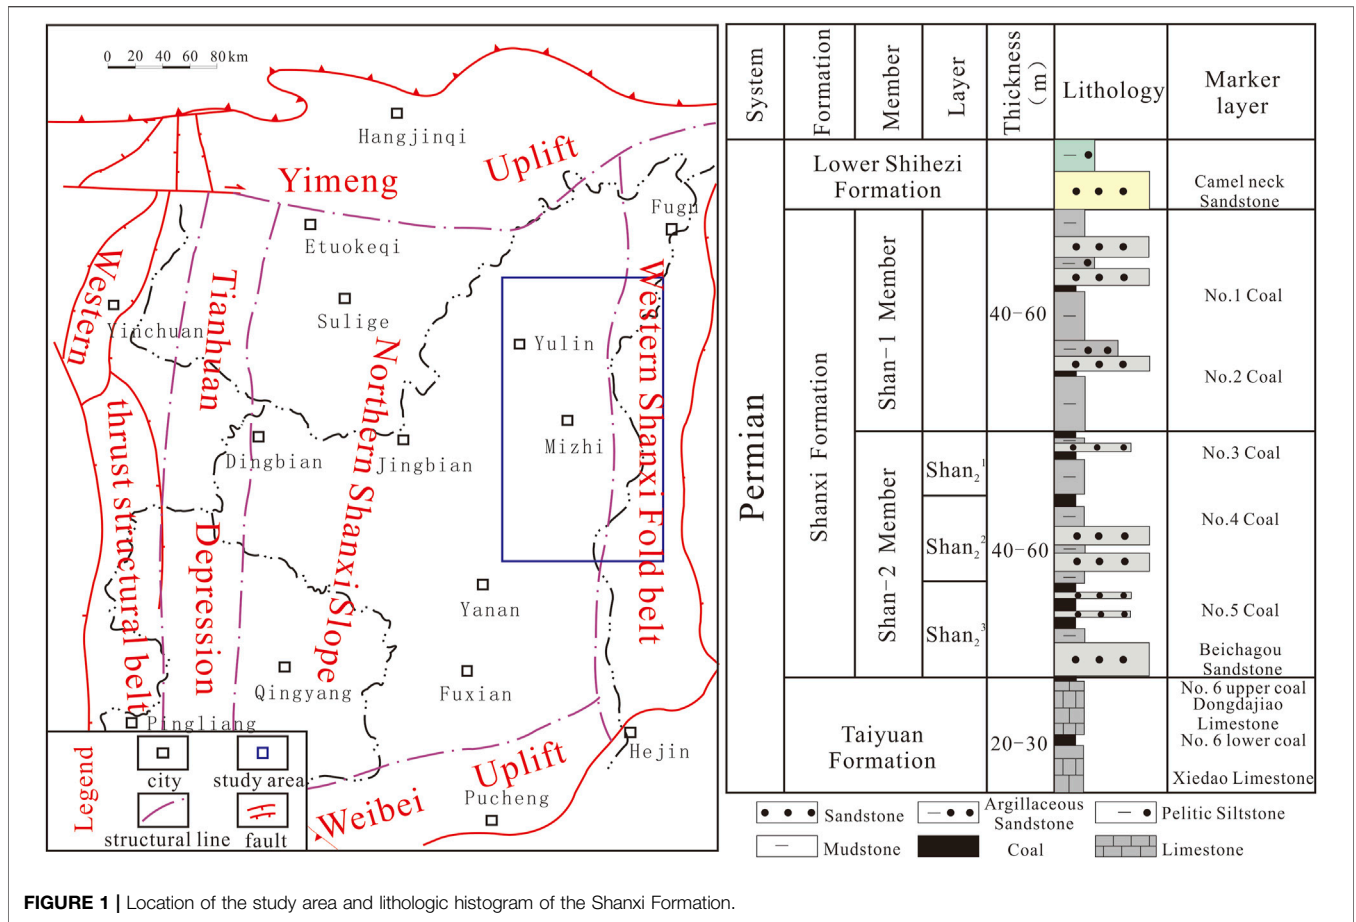 0 20 40 60 80km
Hangjinqi
Uplift
Yimeng
Fugu
Etuokeqi
Western
Tianhuan
Western Shanxi Fold belt
Yinchuan
Sulige
Yulin
Northern Shanxi Slope
Mizhi
thrust structural belt
Dingbian
Jingbian
Depression
Yanan
Qingyang
Fuxian
Pingliang
Hejin
Uplift
Weibei
Pucheng
Legend
city
study area
structural line
fault
System
Formation
Member
Layer
Thickness
(m)
Lithology
Marker
layer
Permian
Lower Shihezi
Formation
Camel neck
Sandstone
Shanxi Formation
Shan-1 Member
40-60
No.1 Coal
No.2 Coal
Shan-2 Member
40-60
Shan₂¹
No.3 Coal
Shan₂²
No.4 Coal
Shan₂³
No.5 Coal
Beichagou
Sandstone
Taiyuan
Formation
20-30
No. 6 upper coal
Dongdajiao
Limestone
No. 6 lower coal
Xiedao Limestone
Sandstone
Argillaceous
Sandstone
Pelitic Siltstone
Mudstone
Coal
Limestone
FIGURE 1 | Location of the study area and lithologic histogram of the Shanxi Formation.